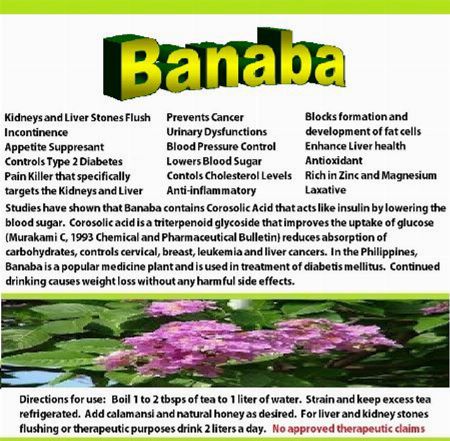 Banaba
Kidneys and Liver Stones Flush
Incontinence
Appetite Suppresant
Controls Type 2 Diabetes
Pain Killer that specifically
targets the Kidneys and Liver
Prevents Cancer
Urinary Dysfunctions
Blood Pressure Control
Lowers Blood Sugar
Contols Cholesterol Levels
Anti-inflammatory
Blocks formation and
development of fat cells
Enhance Liver health
Antioxidant
Rich in Zinc and Magnesium
Laxative
Studies have shown that Banaba contains Corosolic Acid that acts like insulin by lowering the
blood sugar. Corosolic acid is a triterpenoid glycoside that improves the uptake of glucose
(Murakami C, 1993 Chemical and Pharmaceutical Bulletin) reduces absorption of
carbohydrates, controls cervical, breast, leukemia and liver cancers. In the Philippines,
Banaba is a popular medicine plant and is used in treatment of diabetis mellitus. Continued
drinking causes weight loss without any harmful side effects.
Directions for use: Boil 1 to 2 tbsps of tea to 1 liter of water. Strain and keep excess tea
refrigerated. Add calamansi and natural honey as desired. For liver and kidney stones
flushing or therapeutic purposes drink 2 liters a day. No approved therapeutic claims